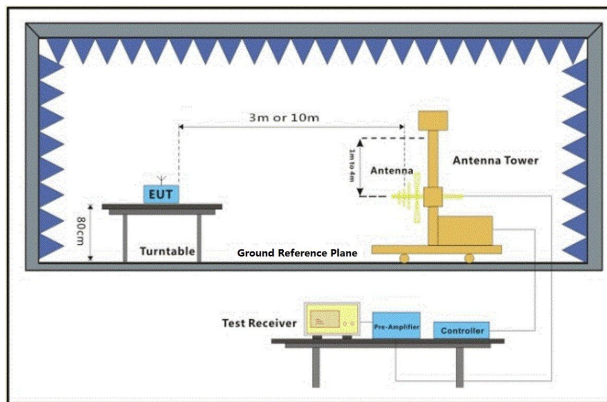 3m or 10m
1m to 4m
Antenna
Antenna Tower
EUT
80cm
Turntable
Ground Reference Plane
Test Receiver
Pre-Amplifier
Controller